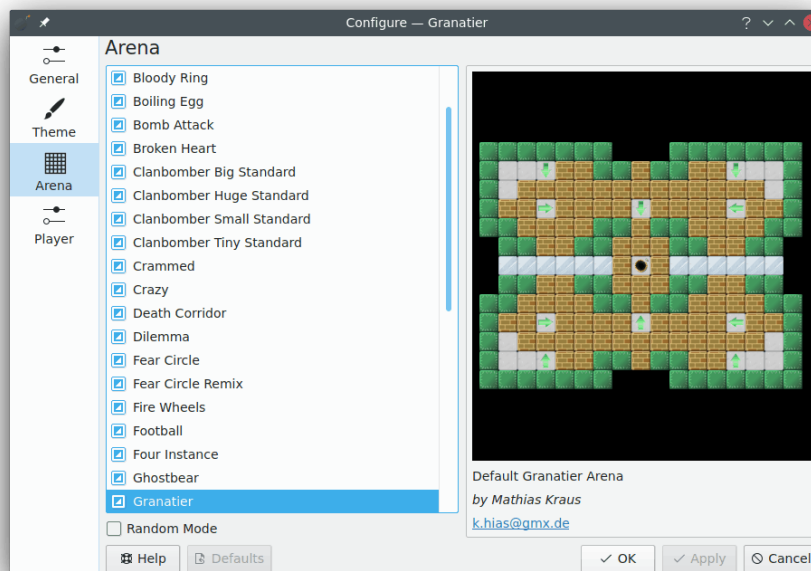 Configure — Granatier
General
Theme
Arena
Player
Arena
Bloody Ring
Boiling Egg
Bomb Attack
Broken Heart
Clanbomber Big Standard
Clanbomber Huge Standard
Clanbomber Small Standard
Clanbomber Tiny Standard
Crammed
Crazy
Death Corridor
Dilemma
Fear Circle
Fear Circle Remix
Fire Wheels
Football
Four Instance
Ghostbear
Granatier
Random Mode
Default Granatier Arena
by Mathias Kraus
k.hias@gmx.de
Help
Defaults
OK
Apply
Cancel